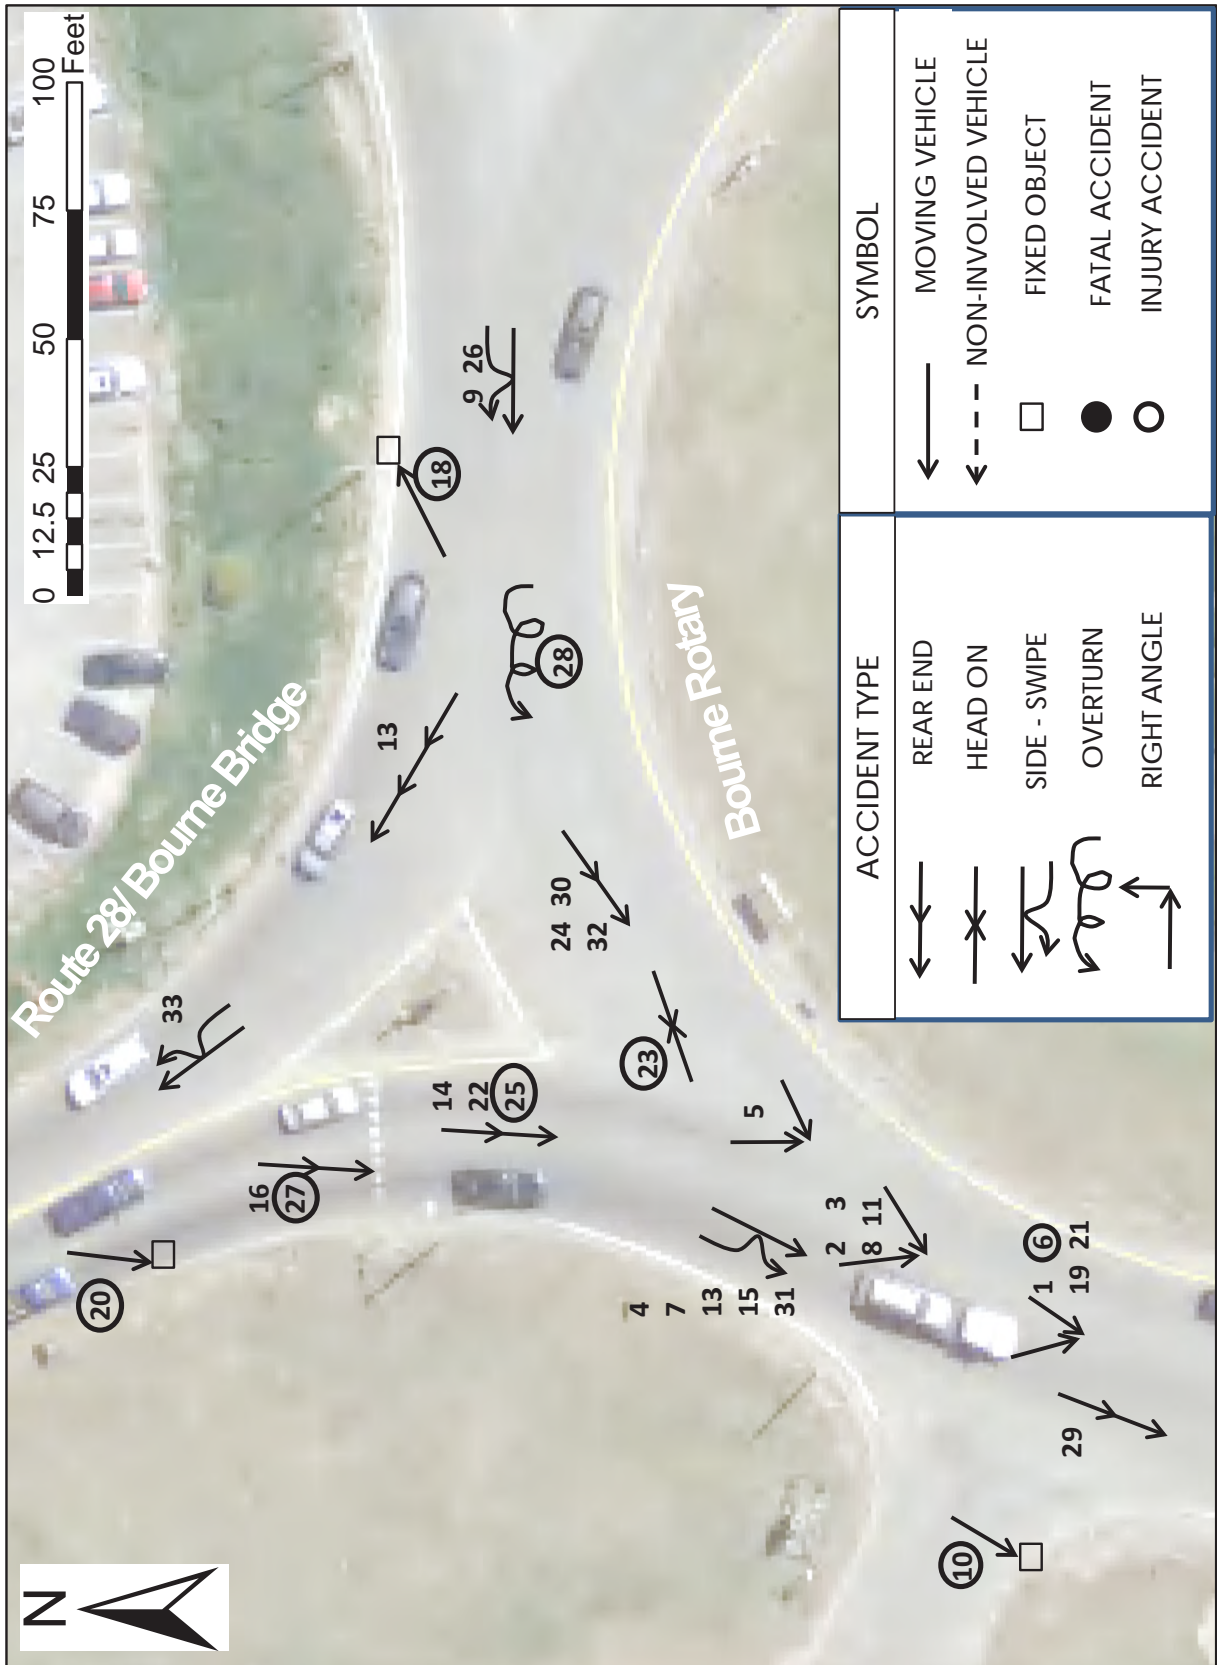 N
0 12.5 25 50 75 100
Feet
Route 28/ Bourne Bridge
Bourne Rotary
20
33
16
27
14
22
25
13
18
9 26
28
24 30
32
23
5
4
7
13
15
31
2 3
8 11
1 6
19 21
29
10
ACCIDENT TYPE
REAR END
HEAD ON
SIDE - SWIPE
OVERTURN
RIGHT ANGLE
SYMBOL
MOVING VEHICLE
NON-INVOLVED VEHICLE
FIXED OBJECT
FATAL ACCIDENT
INJURY ACCIDENT